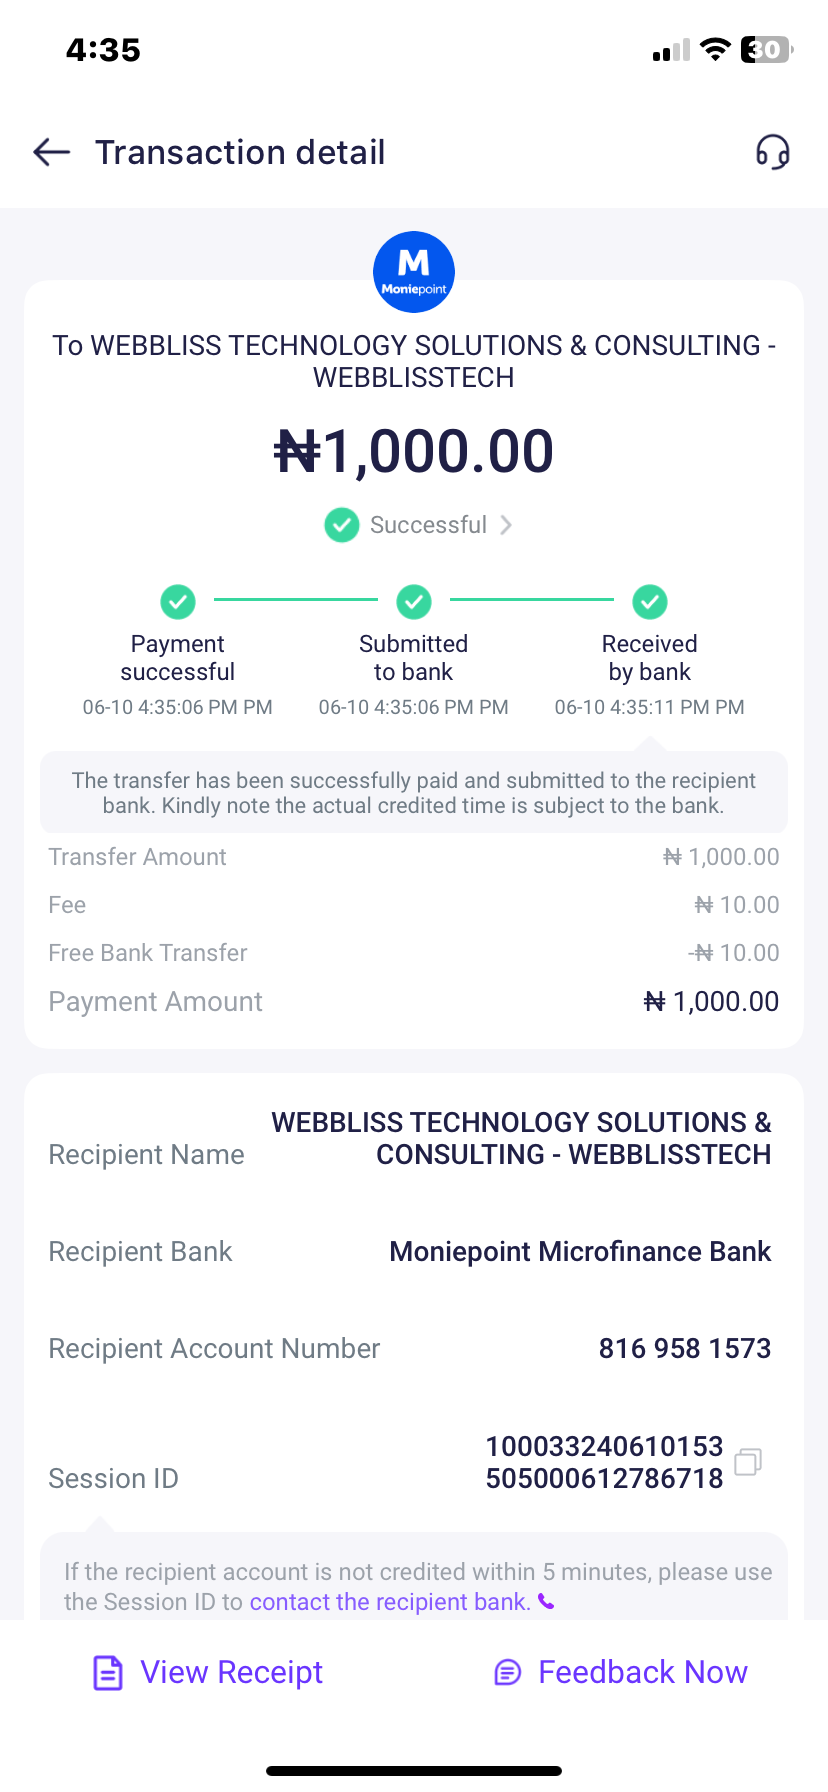 4:35
30
Transaction detail
M
Moniepoint
To WEBBLISS TECHNOLOGY SOLUTIONS & CONSULTING -
WEBBLISSTECH
₦1,000.00
Successful
Payment
successful
06-10 4:35:06 PM PM
Submitted
to bank
06-10 4:35:06 PM PM
Received
by bank
06-10 4:35:11 PM PM
The transfer has been successfully paid and submitted to the recipient
bank. Kindly note the actual credited time is subject to the bank.
Transfer Amount ₦ 1,000.00
Fee ₦ 10.00
Free Bank Transfer -₦ 10.00
Payment Amount ₦ 1,000.00
Recipient Name WEBBLISS TECHNOLOGY SOLUTIONS &
CONSULTING - WEBBLISSTECH
Recipient Bank Moniepoint Microfinance Bank
Recipient Account Number 816 958 1573
Session ID 100033240610153
505000612786718
If the recipient account is not credited within 5 minutes, please use
the Session ID to contact the recipient bank.
View Receipt
Feedback Now